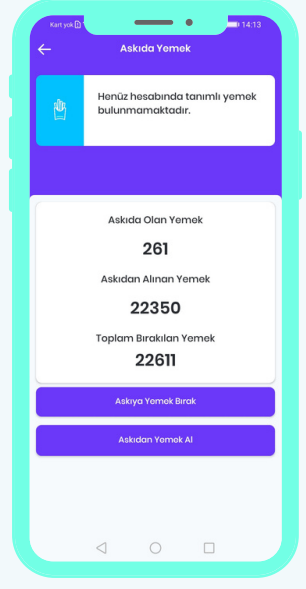 Kart yok 14:13
Askıda Yemek
Henüz hesabında tanımlı yemek
bulunmamaktadır.
Askıda Olan Yemek
261
Askıdan Alınan Yemek
22350
Toplam Bırakılan Yemek
22611
Askıya Yemek Bırak
Askıdan Yemek Al